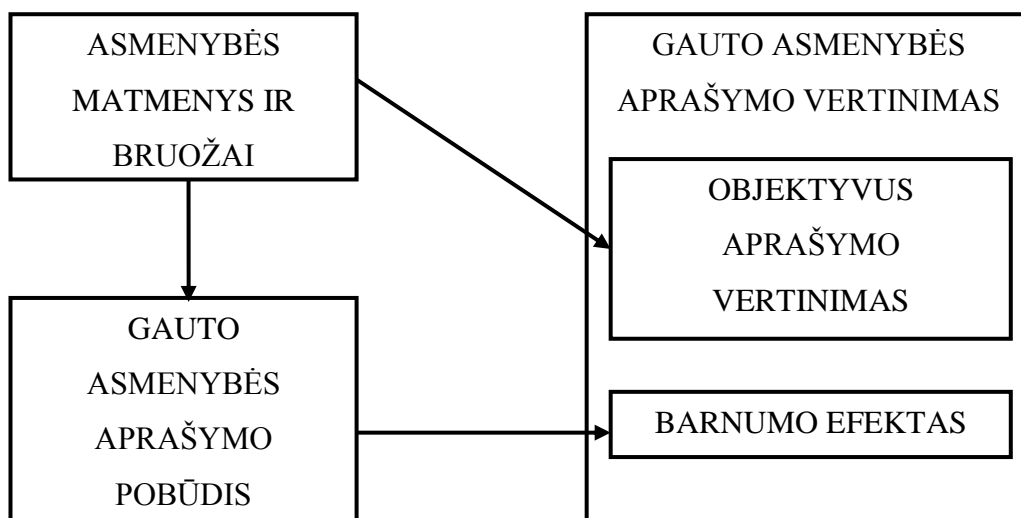 ASMENYBĖS
MATMENYS IR
BRUOŽAI
GAUTO ASMENYBĖS
APRAŠYMO VERTINIMAS
OBJEKTYVUS
APRAŠYMO
VERTINIMAS
GAUTO
ASMENYBĖS
APRAŠYMO
POBŪDIS
BARNUMO EFEKTAS